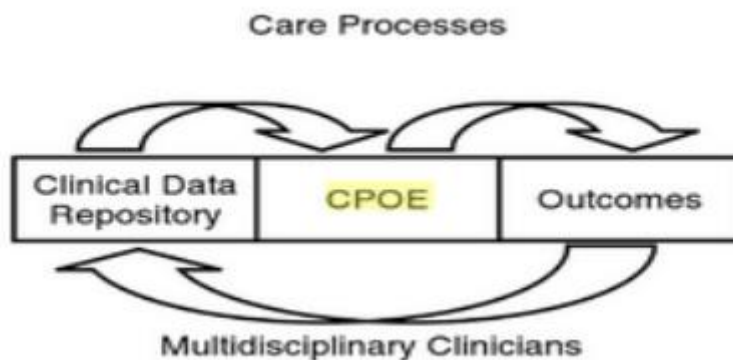 Care Processes
Clinical Data
Repository
CPOE
Outcomes
Multidisciplinary Clinicians